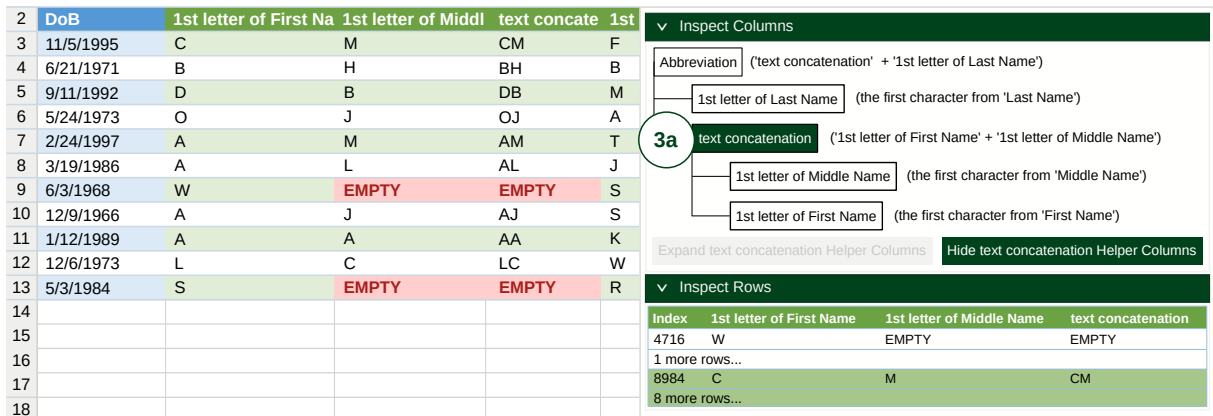 2 DoB 1st letter of First Na 1st letter of Middl text concate 1st
3 11/5/1995 C M CM F
4 6/21/1971 B H BH B
5 9/11/1992 D B DB M
6 5/24/1973 O J OJ A
7 2/24/1997 A M AM T
8 3/19/1986 A L AL J
9 6/3/1968 W EMPTY EMPTY S
10 12/9/1966 A J AJ S
11 1/12/1989 A A AA K
12 12/6/1973 L C LC W
13 5/3/1984 S EMPTY EMPTY R
14
15
16
17
18
Inspect Columns
Abbreviation ('text concatenation' + '1st letter of Last Name')
1st letter of Last Name (the first character from 'Last Name')
3a text concatenation ('1st letter of First Name' + '1st letter of Middle Name')
1st letter of Middle Name (the first character from 'Middle Name')
1st letter of First Name (the first character from 'First Name')
Expand text concatenation Helper Columns Hide text concatenation Helper Columns
Inspect Rows
Index 1st letter of First Name 1st letter of Middle Name text concatenation
4716 W EMPTY EMPTY
1 more rows...
8984 C M CM
8 more rows...